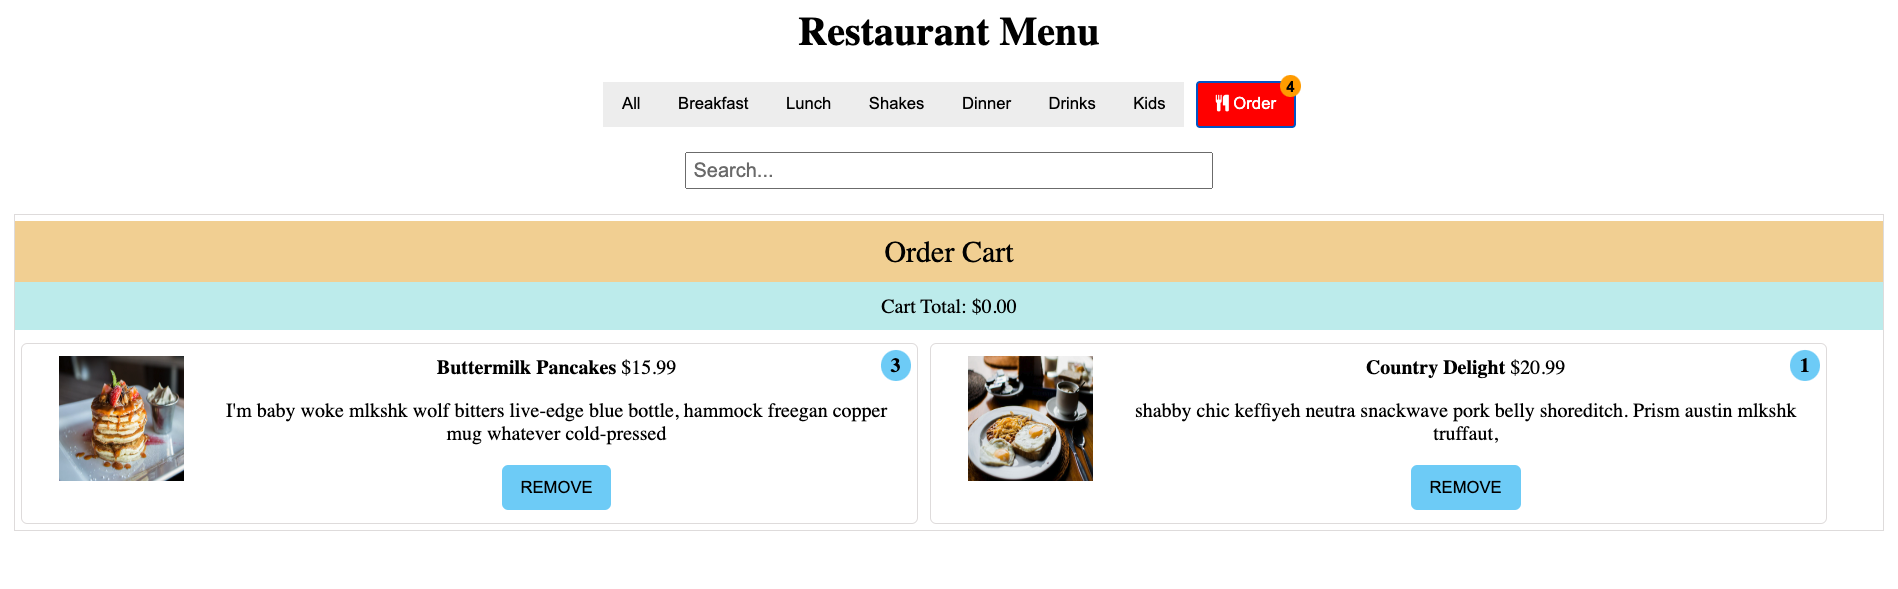 Restaurant Menu
All Breakfast Lunch Shakes Dinner Drinks Kids Order 4
Search...
Order Cart
Cart Total: $0.00
Buttermilk Pancakes $15.99 3
I'm baby woke mlkshk wolf bitters live-edge blue bottle, hammock freegan copper
mug whatever cold-pressed
REMOVE
Country Delight $20.99 1
shabby chic keffiyeh neutra snackwave pork belly shoreditch. Prism austin mlkshk
truffaut,
REMOVE